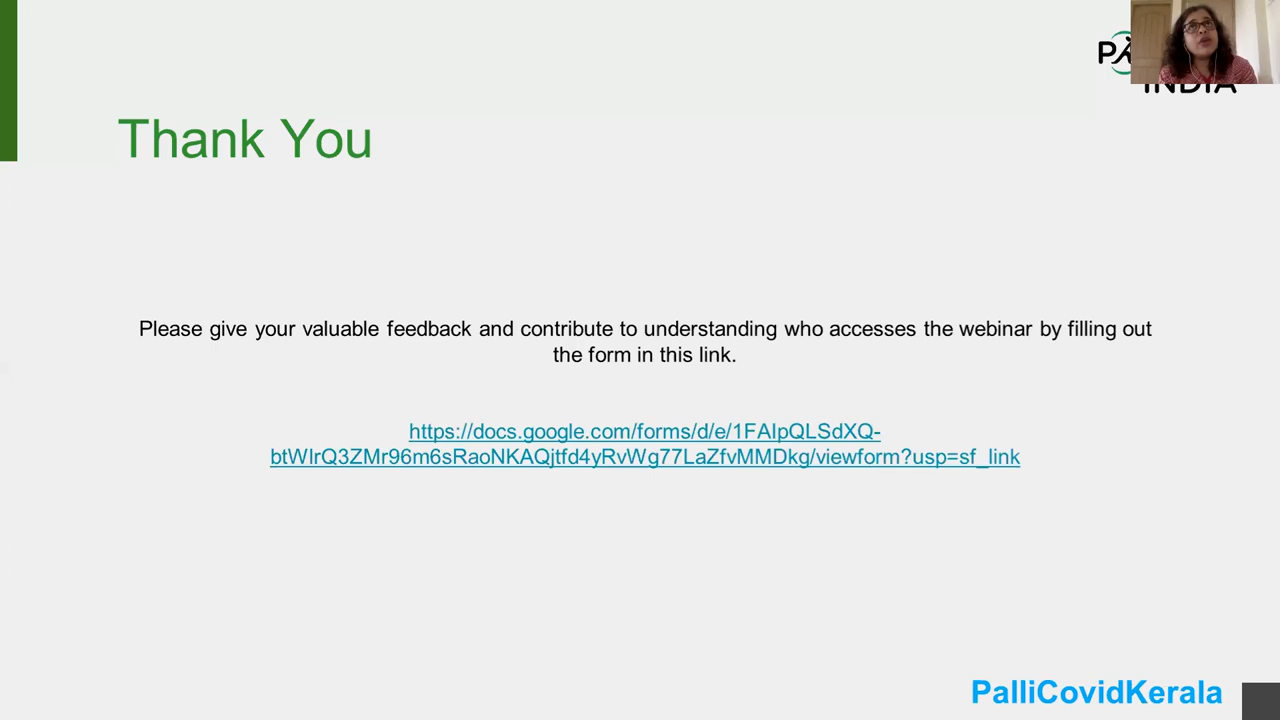 INDIA
Thank You
Please give your valuable feedback and contribute to understanding who accesses the webinar by filling out
the form in this link.
https://docs.google.com/forms/d/e/1FAIpQLSdXQ-
btWIrQ3ZMr96m6sRaoNKAQjtfd4yRvWg77LaZfvMMDkg/viewform?usp=sf_link
PalliCovidKerala